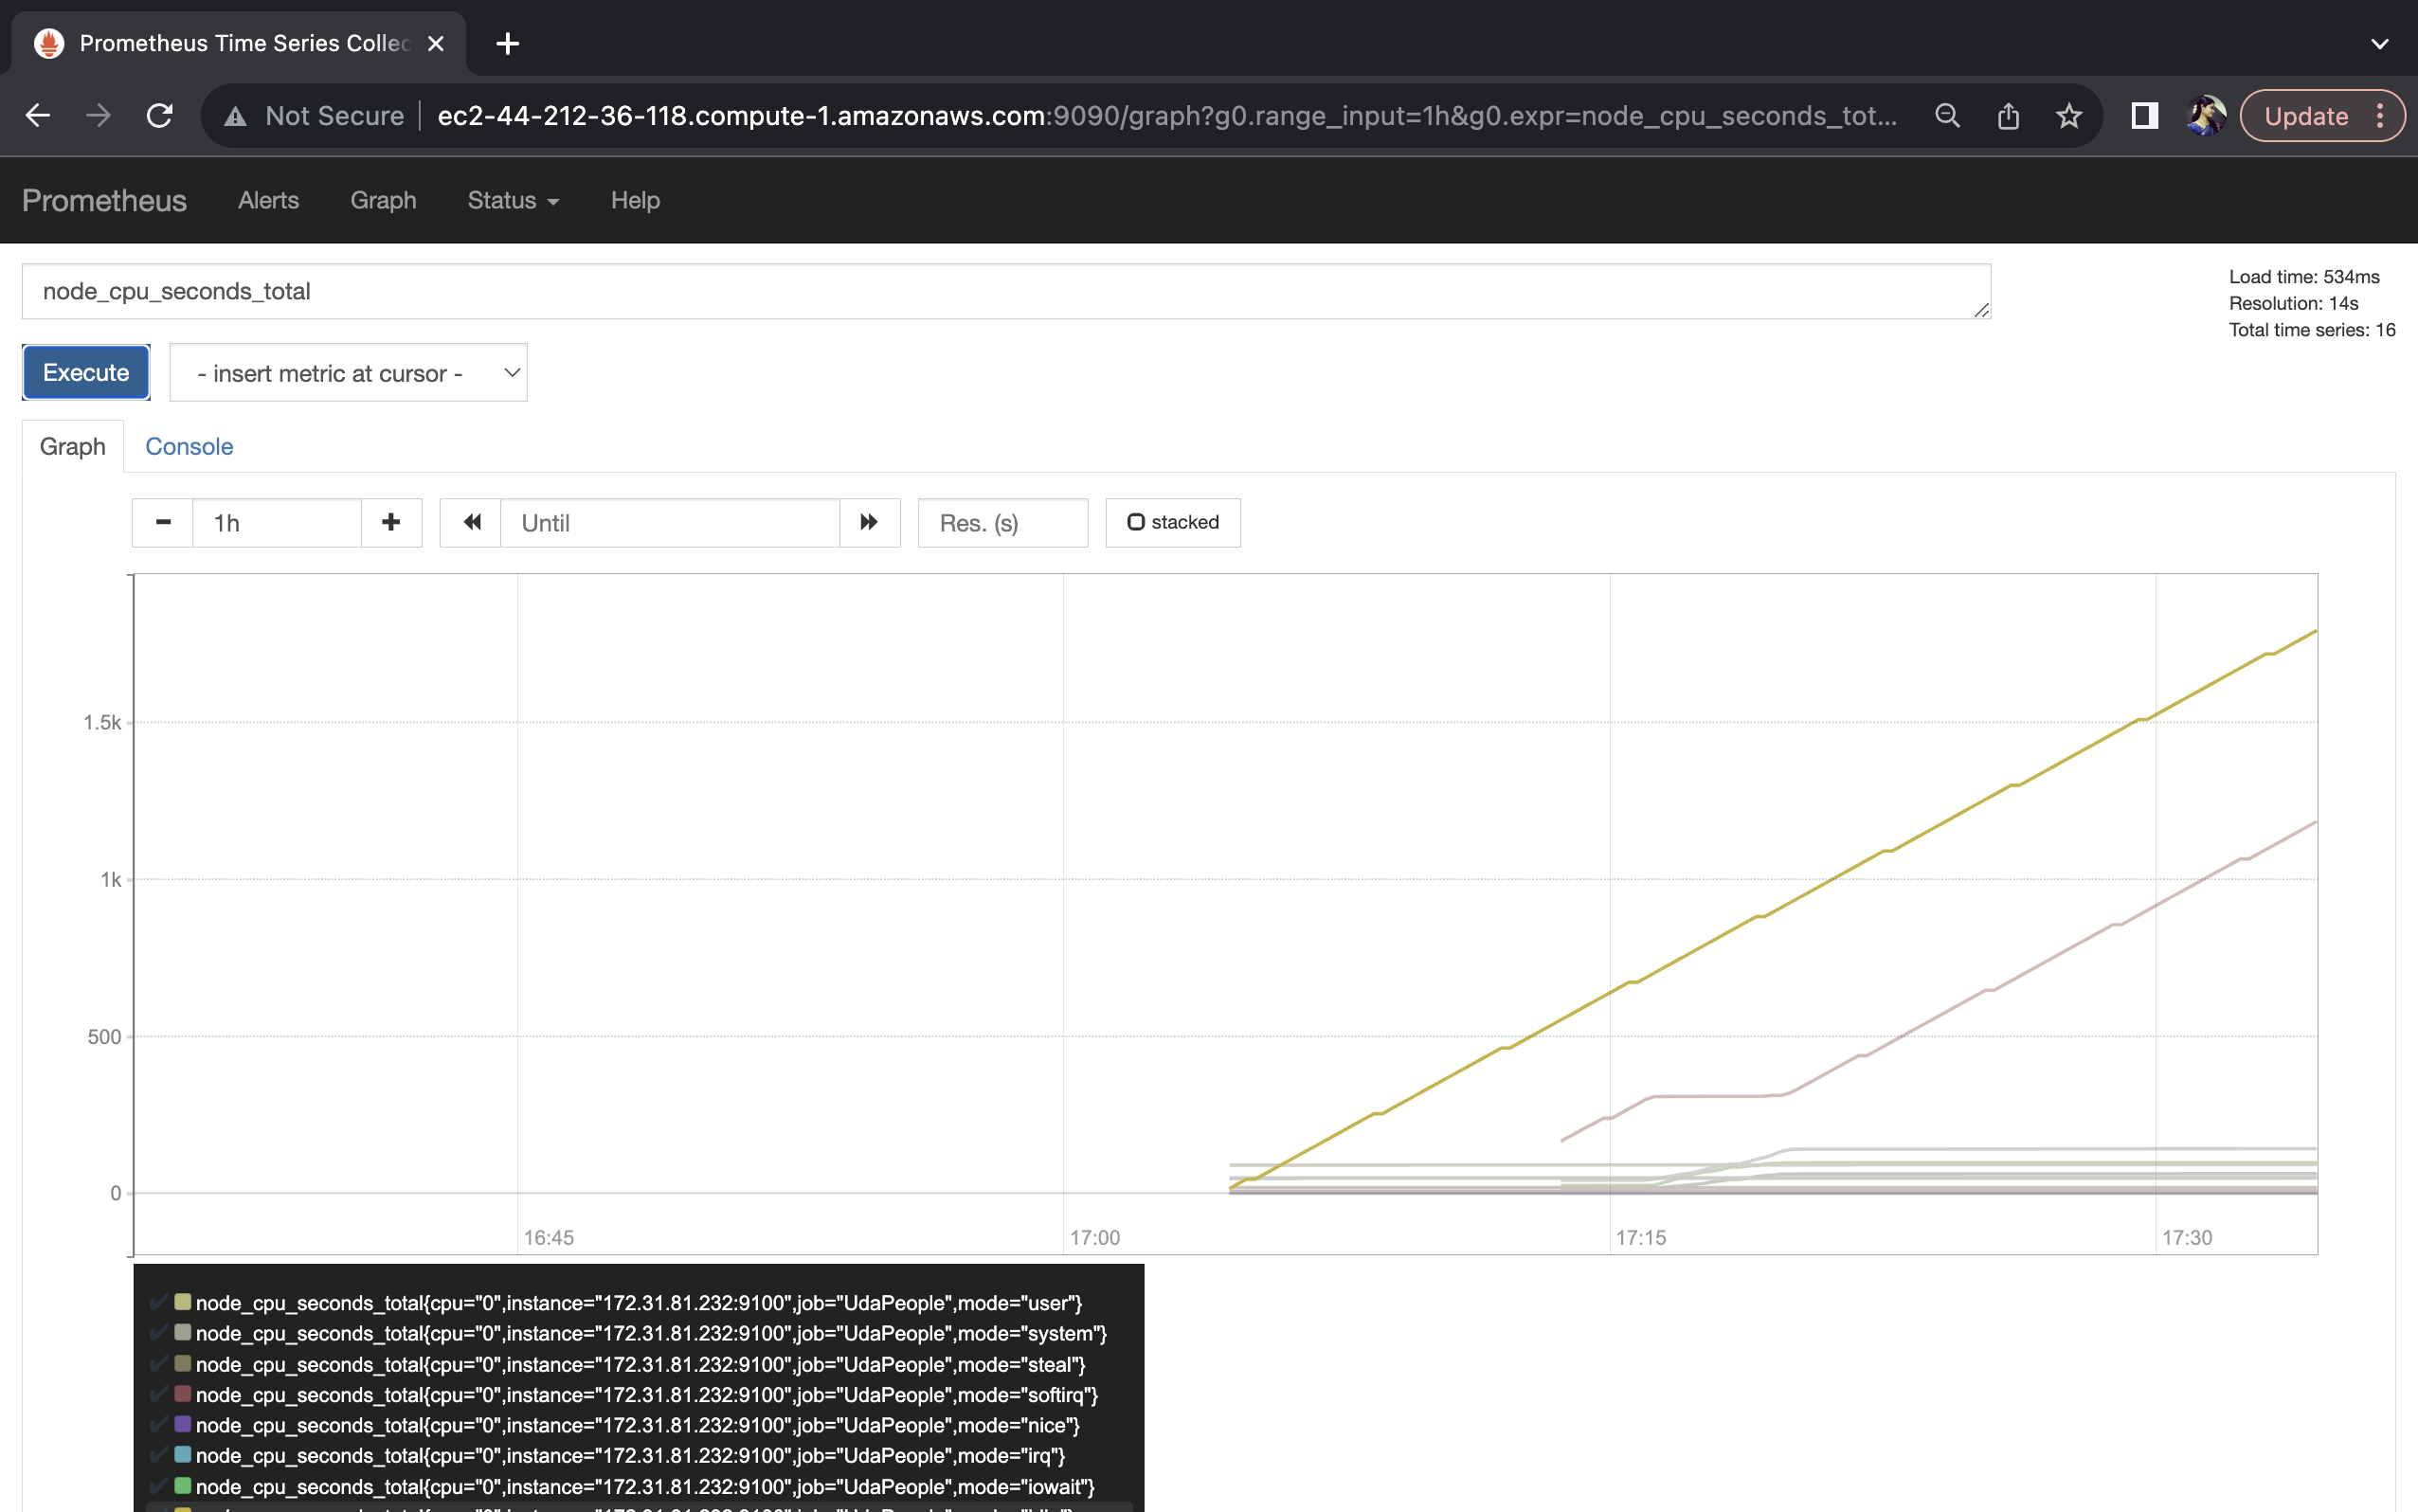 Prometheus Time Series Collec
Not Secure
ec2-44-212-36-118.compute-1.amazonaws.com:9090/graph?g0.range_input=1h&g0.expr=node_cpu_seconds_tot...
Update
Prometheus
Alerts
Graph
Status
Help
node_cpu_seconds_total
Load time: 534ms
Resolution: 14s
Total time series: 16
Execute
- insert metric at cursor -
Graph
Console
1h
Until
Res. (s)
stacked
1.5k
1k
500
0
16:45
17:00
17:15
17:30
node_cpu_seconds_total{cpu="0",instance="172.31.81.232:9100",job="UdaPeople",mode="user"}
node_cpu_seconds_total{cpu="0",instance="172.31.81.232:9100",job="UdaPeople",mode="system"}
node_cpu_seconds_total{cpu="0",instance="172.31.81.232:9100",job="UdaPeople",mode="steal"}
node_cpu_seconds_total{cpu="0",instance="172.31.81.232:9100",job="UdaPeople",mode="softirq"}
node_cpu_seconds_total{cpu="0",instance="172.31.81.232:9100",job="UdaPeople",mode="nice"}
node_cpu_seconds_total{cpu="0",instance="172.31.81.232:9100",job="UdaPeople",mode="irq"}
node_cpu_seconds_total{cpu="0",instance="172.31.81.232:9100",job="UdaPeople",mode="iowait"}